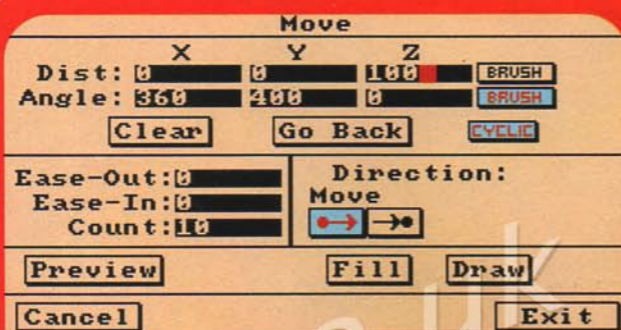 Move
X Y Z
Dist: 0 0 100 BRUSH
Angle: 360 400 0 BRUSH
Clear Go Back CYCLIC
Ease-Out: 0 Direction:
Ease-In: 0 Move
Count: 10
Preview Fill Draw
Cancel Exit
.uk